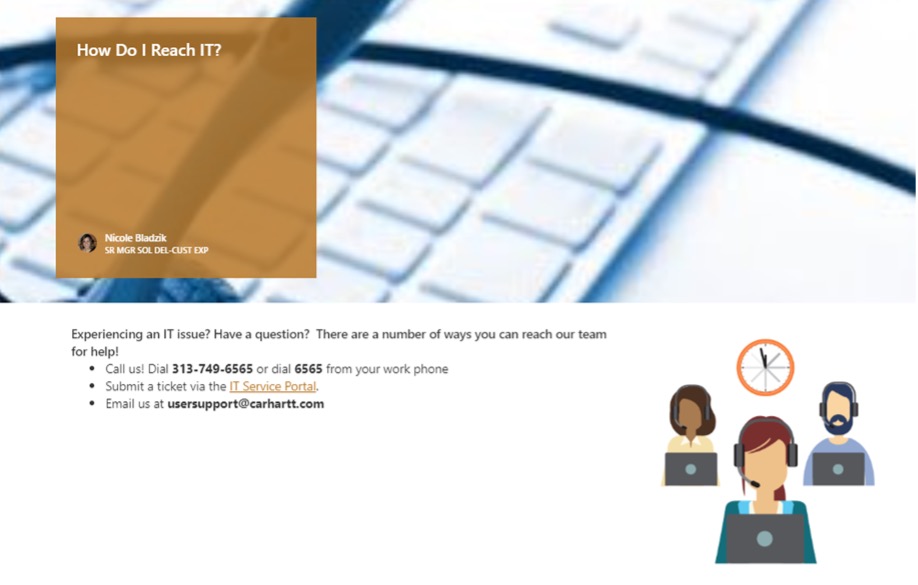 How Do I Reach IT?
Nicole Bladzik
SR MGR SOL DEL-CUST EXP
Experiencing an IT issue? Have a question?  There are a number of ways you can reach our team
for help!
• Call us! Dial 313-749-6565 or dial 6565 from your work phone
• Submit a ticket via the IT Service Portal.
• Email us at usersupport@carhartt.com